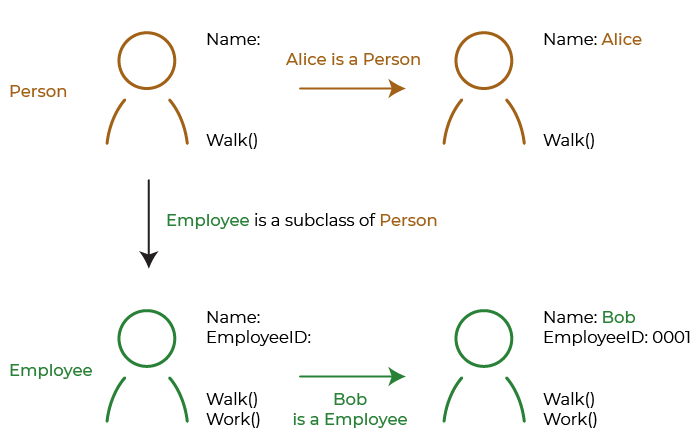 Name:
Name: Alice
Alice is a Person
Person
Walk()
Walk()
Employee is a subclass of Person
Name:
EmployeeID:
Name: Bob
EmployeeID: 0001
Employee
Walk()
Work()
Bob
is a Employee
Walk()
Work()